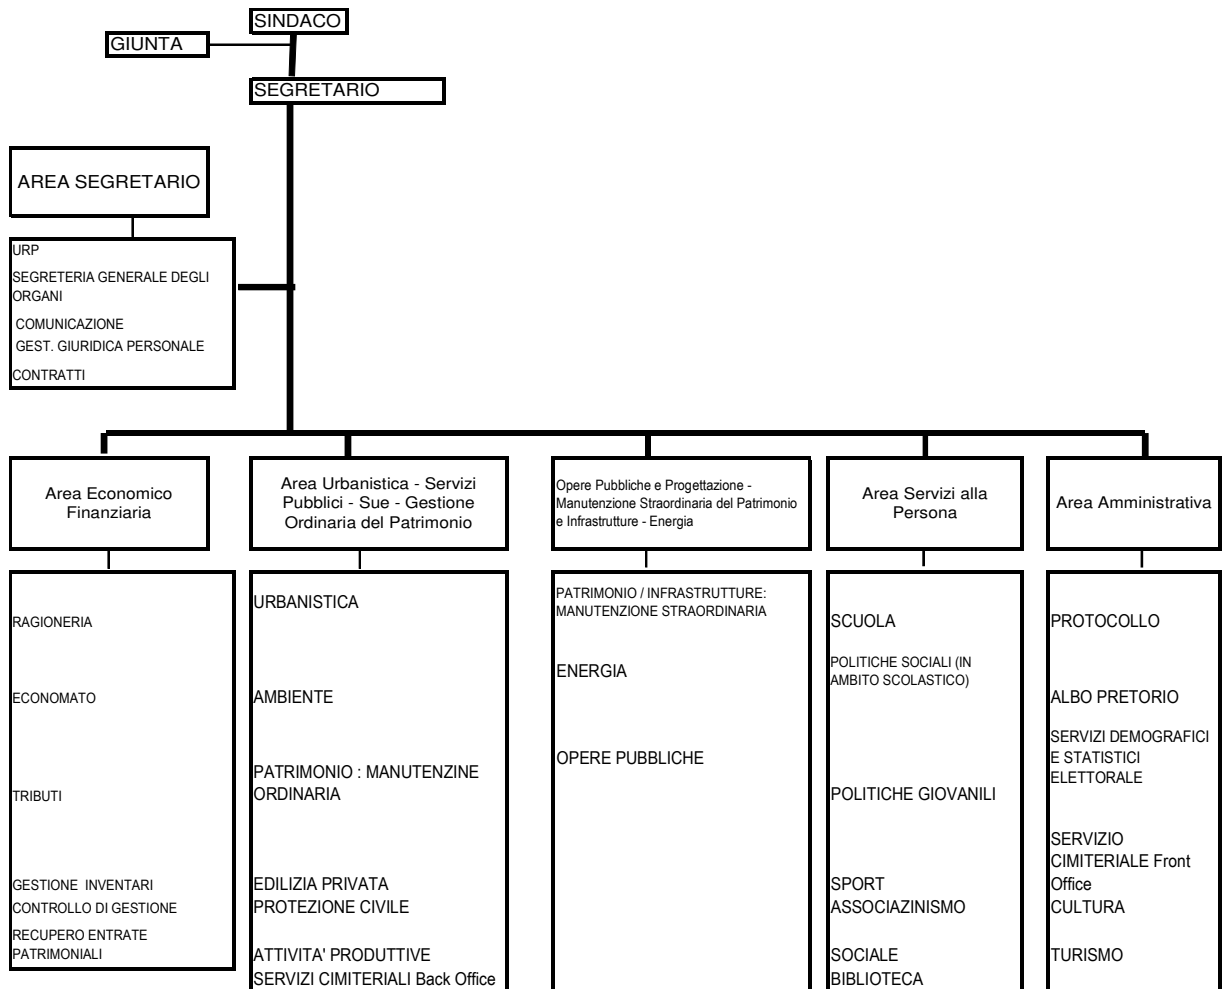 SINDACO
GIUNTA
SEGRETARIO
AREA SEGRETARIO
URP
SEGRETERIA GENERALE DEGLI
ORGANI
COMUNICAZIONE
GEST. GIURIDICA PERSONALE
CONTRATTI
Area Economico
Finanziaria
Area Urbanistica - Servizi
Pubblici - Sue - Gestione
Ordinaria del Patrimonio
Opere Pubbliche e Progettazione -
Manutenzione Straordinaria del Patrimonio
e Infrastrutture - Energia
Area Servizi alla
Persona
Area Amministrativa
RAGIONERIA
ECONOMATO
TRIBUTI
GESTIONE INVENTARI
CONTROLLO DI GESTIONE
RECUPERO ENTRATE
PATRIMONIALI
URBANISTICA
AMBIENTE
PATRIMONIO : MANUTENZINE
ORDINARIA
EDILIZIA PRIVATA
PROTEZIONE CIVILE
ATTIVITA' PRODUTTIVE
SERVIZI CIMITERIALI Back Office
PATRIMONIO / INFRASTRUTTURE:
MANUTENZIONE STRAORDINARIA
ENERGIA
OPERE PUBBLICHE
SCUOLA
POLITICHE SOCIALI (IN
AMBITO SCOLASTICO)
POLITICHE GIOVANILI
SPORT
ASSOCIAZINISMO
SOCIALE
BIBLIOTECA
PROTOCOLLO
ALBO PRETORIO
SERVIZI DEMOGRAFICI
E STATISTICI
ELETTORALE
SERVIZIO
CIMITERIALE Front
Office
CULTURA
TURISMO